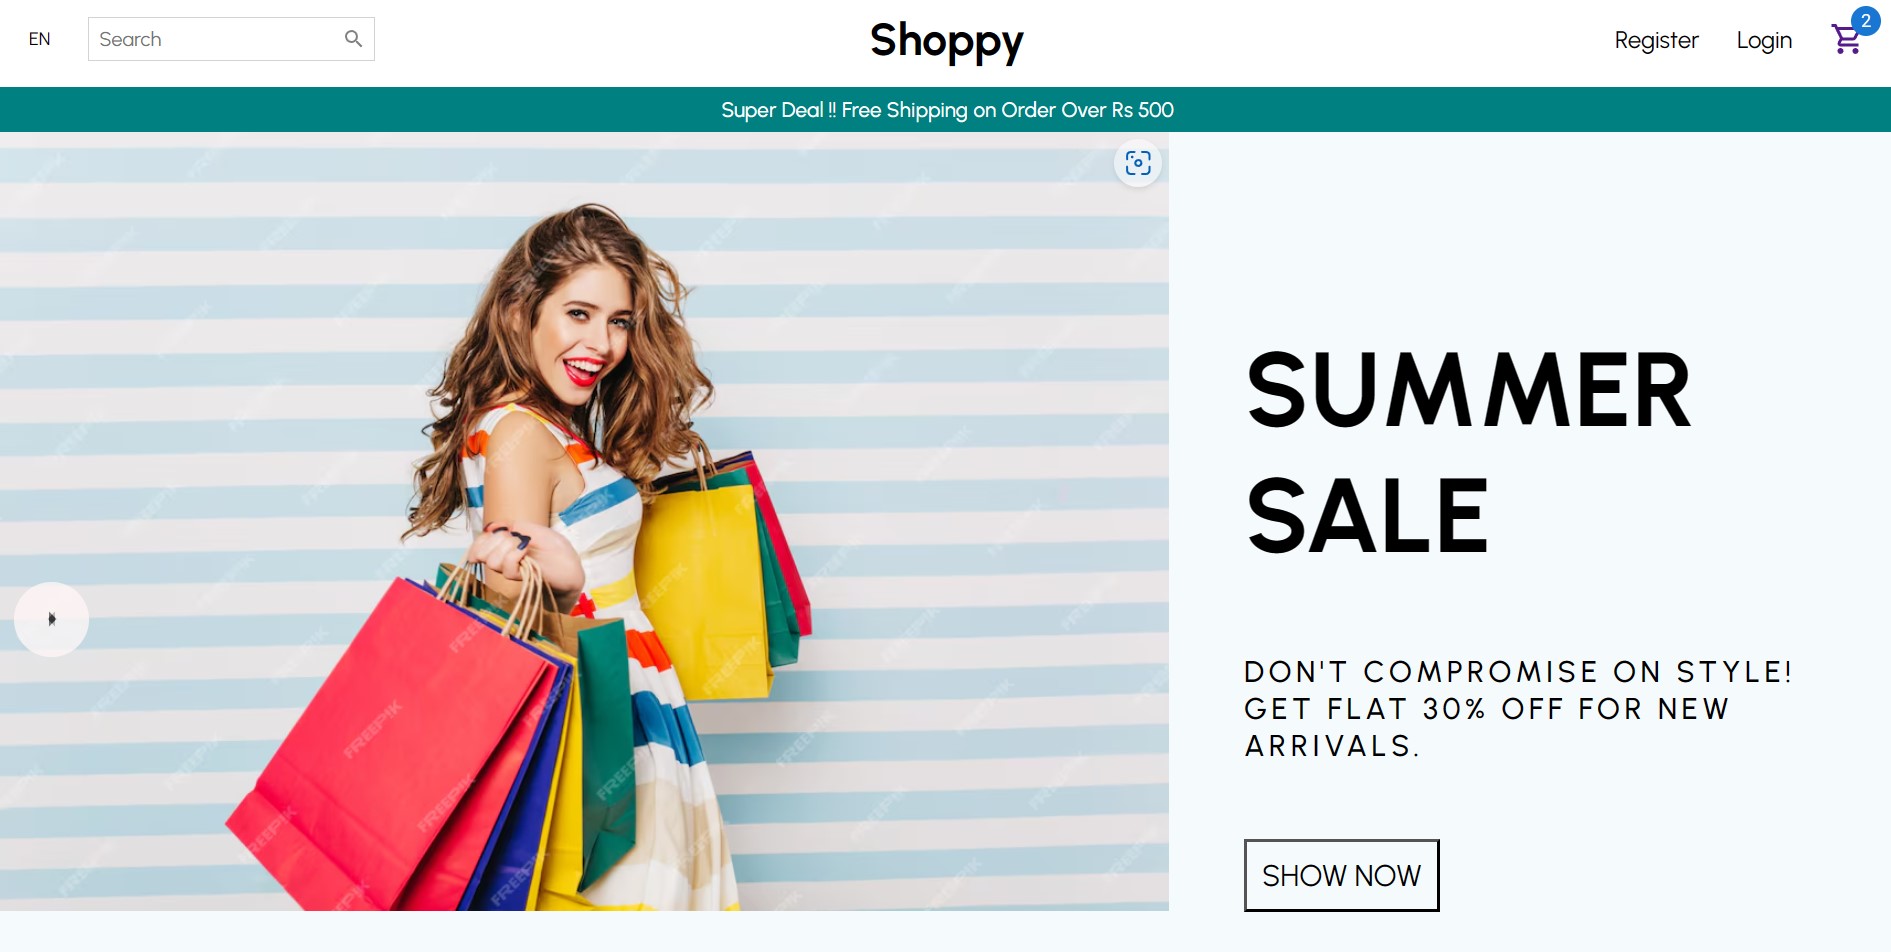 EN
Search
Shoppy
Register
Login
2
Super Deal !! Free Shipping on Order Over Rs 500
SUMMER
SALE
DON'T COMPROMISE ON STYLE!
GET FLAT 30% OFF FOR NEW
ARRIVALS.
SHOW NOW
FREEPIK